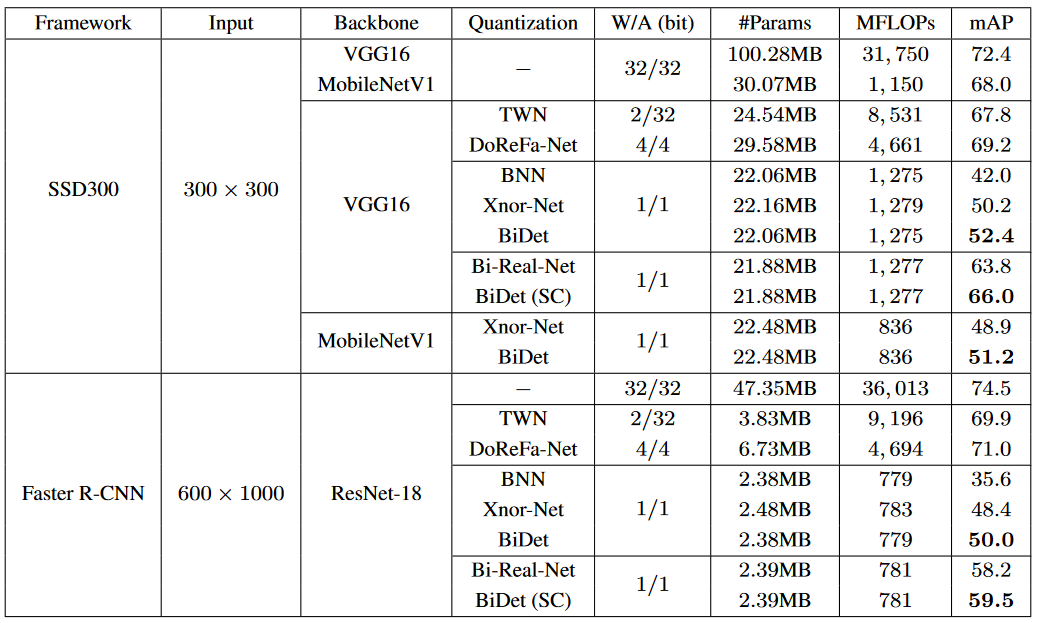 Framework Input Backbone Quantization W/A (bit) #Params MFLOPs mAP
SSD300 300 × 300 VGG16 — 32/32 100.28MB 31, 750 72.4
MobileNetV1 30.07MB 1, 150 68.0
VGG16 TWN 2/32 24.54MB 8, 531 67.8
DoReFa-Net 4/4 29.58MB 4, 661 69.2
BNN 1/1 22.06MB 1, 275 42.0
Xnor-Net 22.16MB 1, 279 50.2
BiDet 22.06MB 1, 275 52.4
Bi-Real-Net 1/1 21.88MB 1, 277 63.8
BiDet (SC) 21.88MB 1, 277 66.0
MobileNetV1 Xnor-Net 1/1 22.48MB 836 48.9
BiDet 22.48MB 836 51.2
Faster R-CNN 600 × 1000 ResNet-18 — 32/32 47.35MB 36, 013 74.5
TWN 2/32 3.83MB 9, 196 69.9
DoReFa-Net 4/4 6.73MB 4, 694 71.0
BNN 1/1 2.38MB 779 35.6
Xnor-Net 2.48MB 783 48.4
BiDet 2.38MB 779 50.0
Bi-Real-Net 1/1 2.39MB 781 58.2
BiDet (SC) 2.39MB 781 59.5